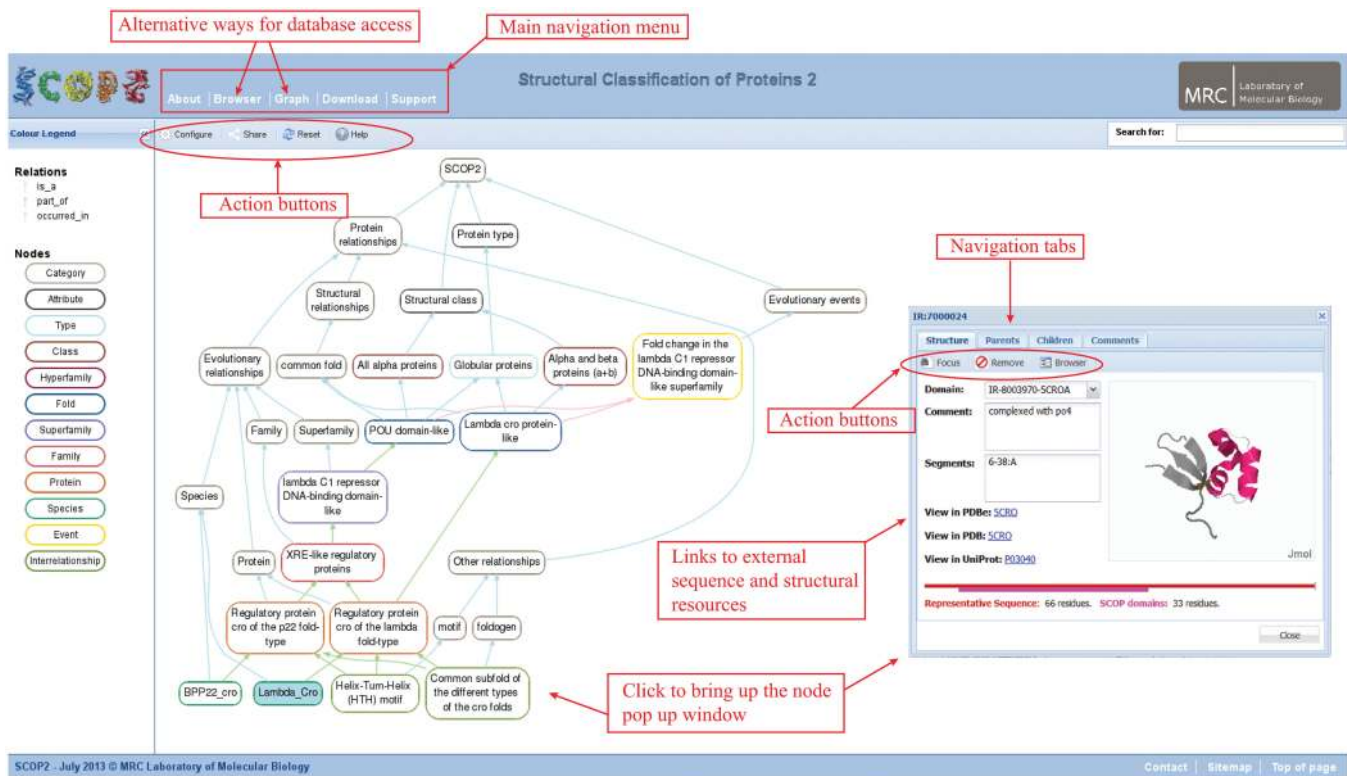 Alternative ways for database access
Main navigation menu
SCOP2
About | Browser | Graph | Download | Support
Structural Classification of Proteins 2
MRC
Laboratory of
Molecular Biology
Colour Legend
Configure
Share
Reset
Help
Search for:
Action buttons
Relations
is_a
part_of
occurred_in
Nodes
Category
Attribute
Type
Class
Hyperfamily
Fold
Superfamily
Family
Protein
Species
Event
Interrelationship
SCOP2
Protein
relationships
Protein type
Structural
relationships
Structural class
Evolutionary events
Evolutionary
relationships
common fold
All alpha proteins
Globular proteins
Alpha and beta
proteins (a+b)
Fold change in the
lambda C1 repressor
DNA-binding domain-
like superfamily
Family
Superfamily
POU domain-like
Lambda cro protein-
like
Species
lambda C1 repressor
DNA-binding domain-
like
Protein
XRE-like regulatory
proteins
Other relationships
Regulatory protein
cro of the p22 fold-
type
Regulatory protein
cro of the lambda
fold-type
motif
foldogen
BPP22_cro
Lambda_Cro
Helix-Turn-Helix
(HTH) motif
Common subfold of
the different types
of the cro folds
Navigation tabs
IR:7000024
Structure
Parents
Children
Comments
Focus
Remove
Browser
Action buttons
Domain:
IR-8003970-5CROA
Comment:
complexed with po4
Segments:
6-38:A
View in PDBe: 5CRO
View in PDB: 5CRO
View in UniProt: P03040
Jmol
Representative Sequence: 66 residues. SCOP domains: 33 residues.
Close
Links to external
sequence and structural
resources
Click to bring up the node
pop up window
SCOP2 - July 2013 © MRC Laboratory of Molecular Biology
Contact | Sitemap | Top of page